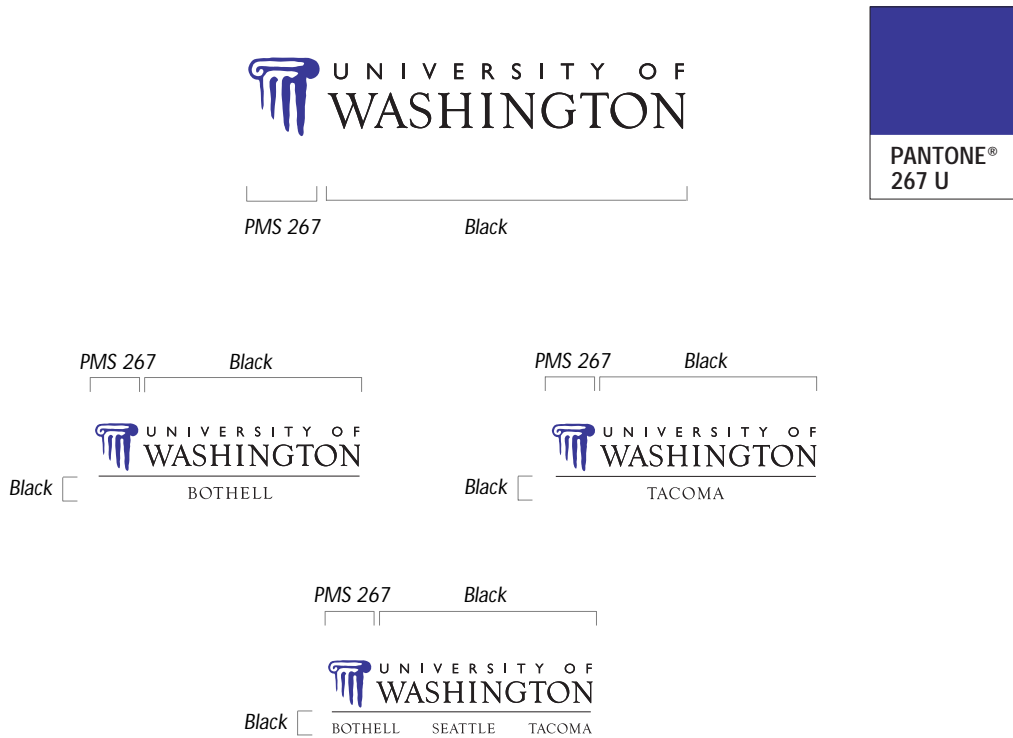 UNIVERSITY OF
WASHINGTON
PANTONE®
267 U
PMS 267 Black
PMS 267 Black
UNIVERSITY OF
WASHINGTON
Black
BOTHELL
PMS 267 Black
UNIVERSITY OF
WASHINGTON
Black
TACOMA
PMS 267 Black
UNIVERSITY OF
WASHINGTON
Black
BOTHELL SEATTLE TACOMA